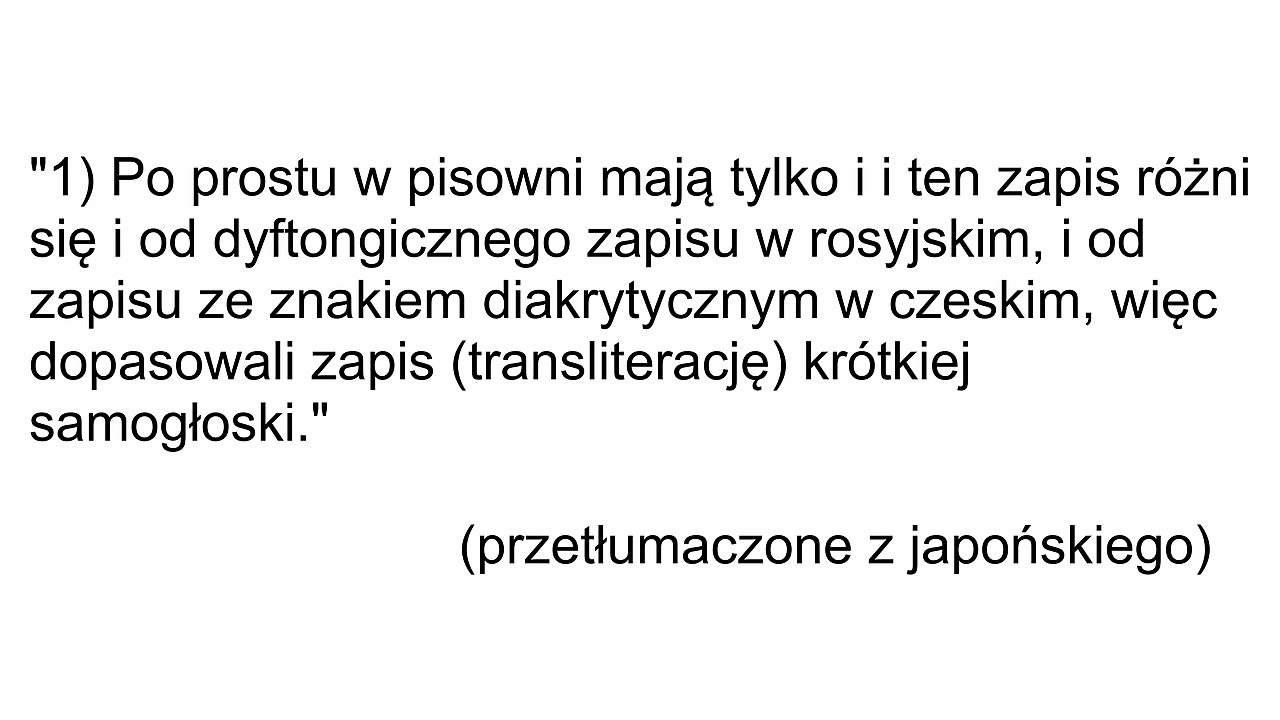 "1) Po prostu w pisowni mają tylko i i ten zapis różni
się i od dyftongicznego zapisu w rosyjskim, i od
zapisu ze znakiem diakrytycznym w czeskim, więc
dopasowali zapis (transliterację) krótkiej
samogłoski."
(przetłumaczone z japońskiego)